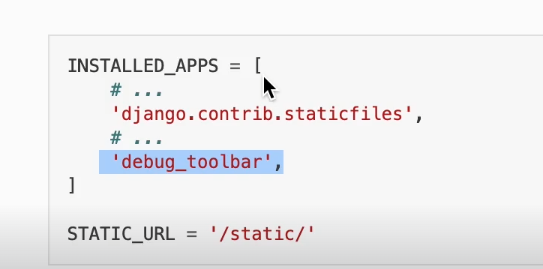 INSTALLED_APPS = [
# ...
'django.contrib.staticfiles',
# ...
'debug_toolbar',
]
STATIC_URL = '/static/'